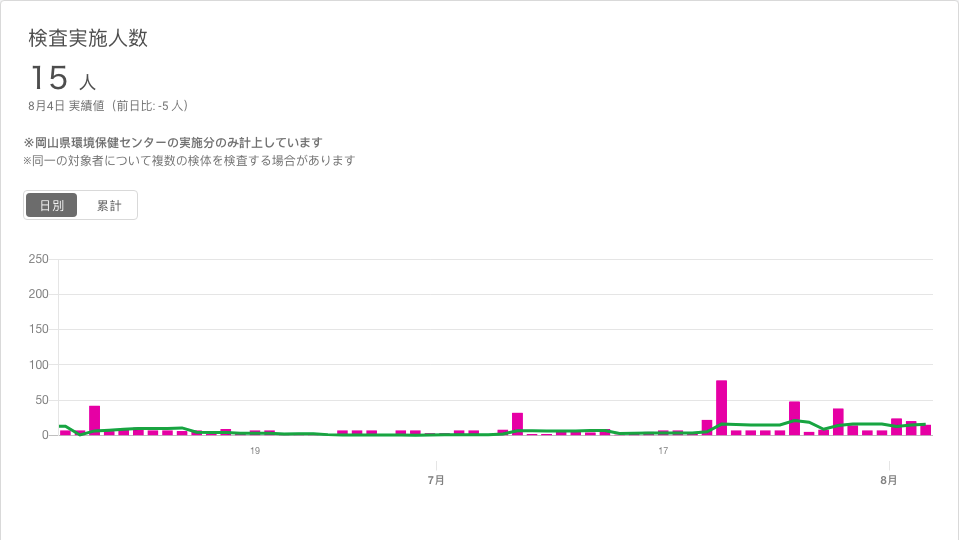 検査実施人数
15 人
8月4日 実績値（前日比: -5 人）
※岡山県環境保健センターの実施分のみ計上しています
※同一の対象者について複数の検体を検査する場合があります
日別 累計
250
200
150
100
50
0
19 17
7月 8月